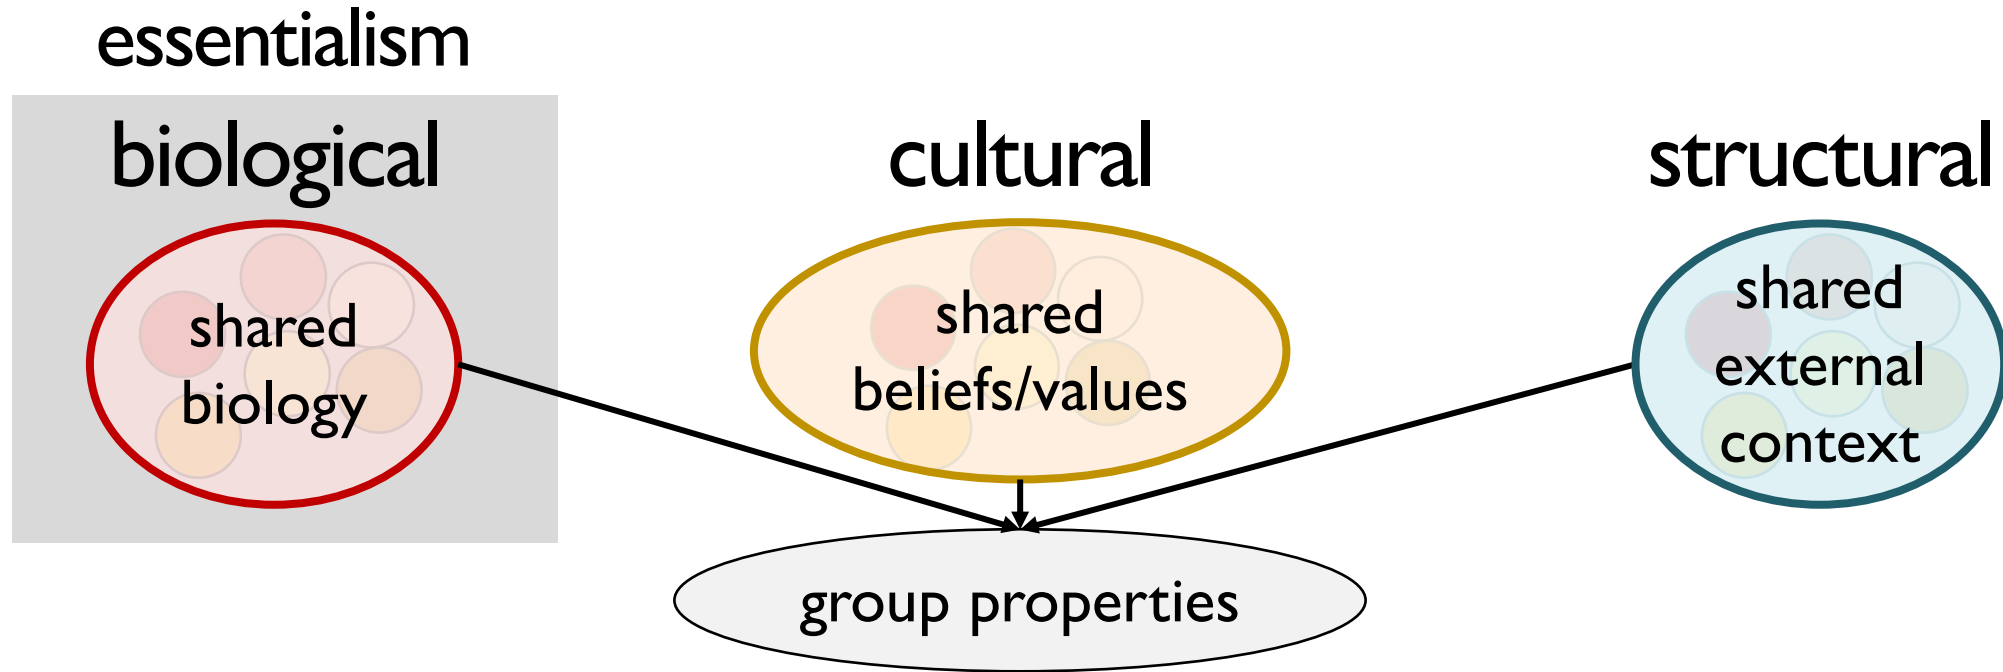 essentialism
biological
shared
biology
cultural
shared
beliefs/values
structural
shared
external
context
group properties